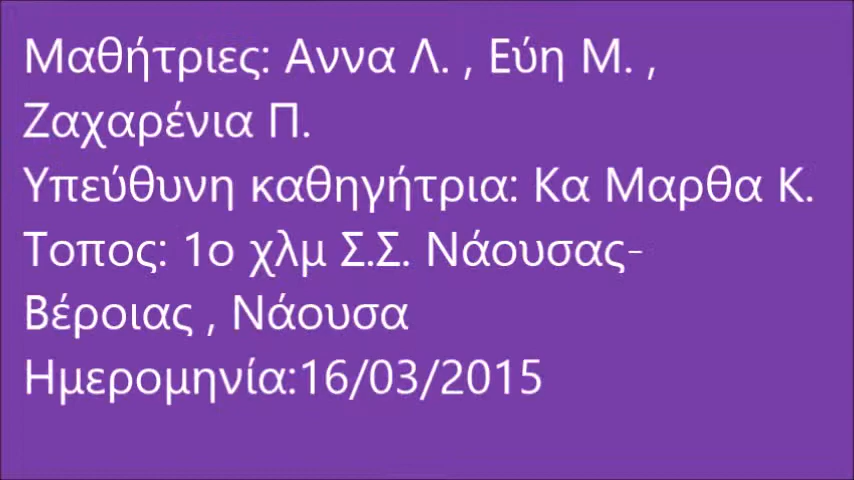 Μαθήτριες: Αννα Λ. , Εύη Μ. ,
Ζαχαρένια Π.
Υπεύθυνη καθηγήτρια: Κα Μαρθα Κ.
Τοπος: 1ο χλμ Σ.Σ. Νάουσας-
Βέροιας , Νάουσα
Ημερομηνία:16/03/2015